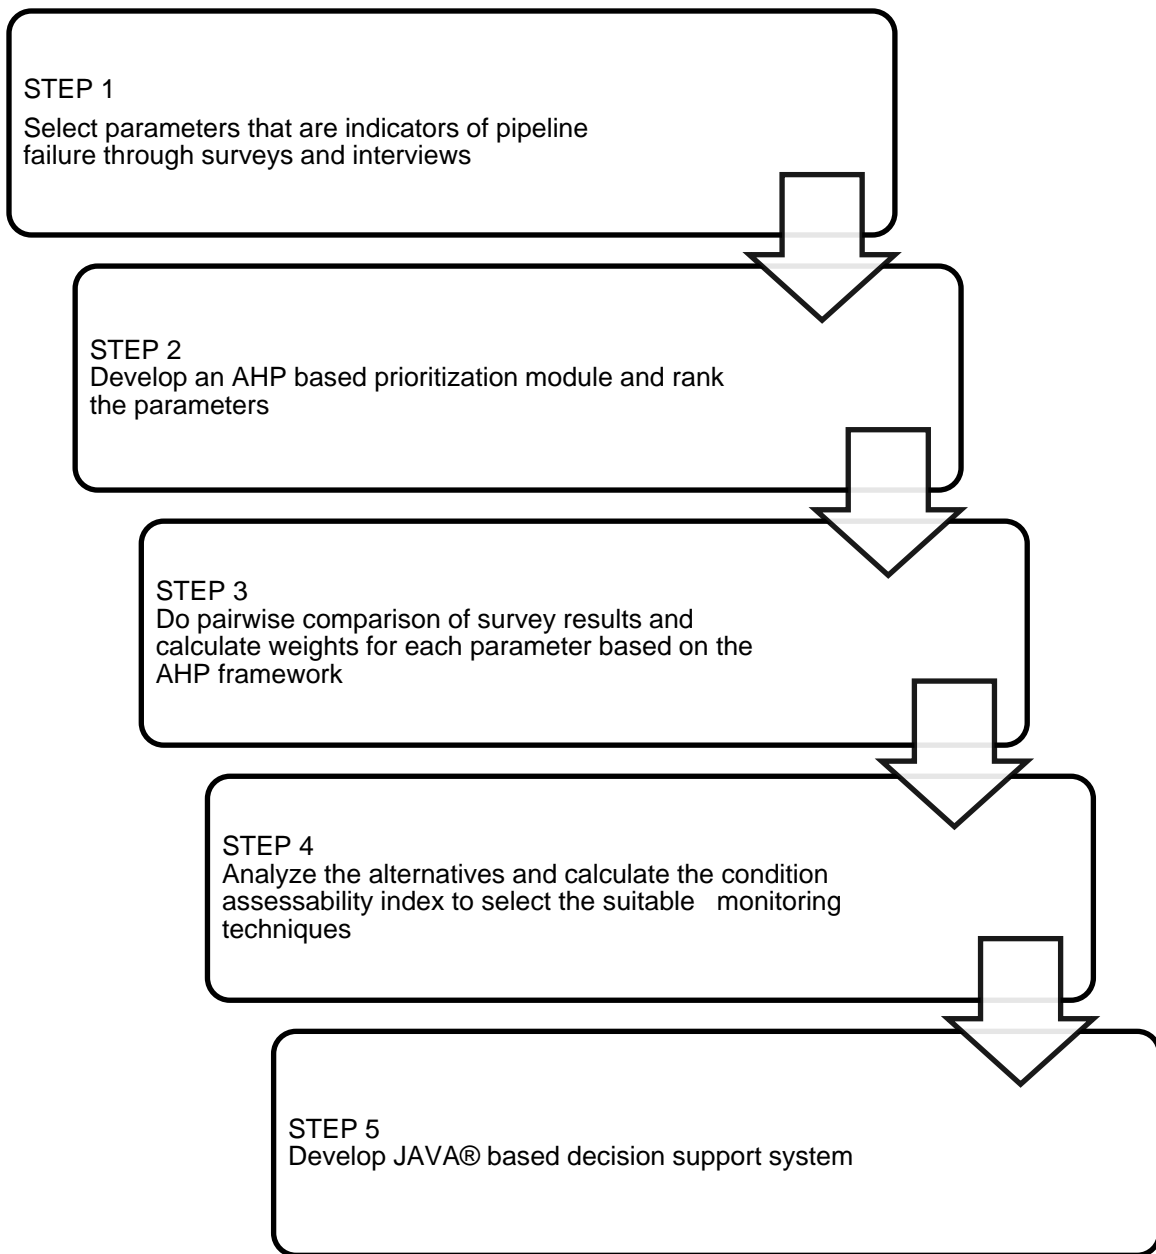 STEP 1
Select parameters that are indicators of pipeline
failure through surveys and interviews
STEP 2
Develop an AHP based prioritization module and rank
the parameters
STEP 3
Do pairwise comparison of survey results and
calculate weights for each parameter based on the
AHP framework
STEP 4
Analyze the alternatives and calculate the condition
assessability index to select the suitable   monitoring
techniques
STEP 5
Develop JAVA® based decision support system